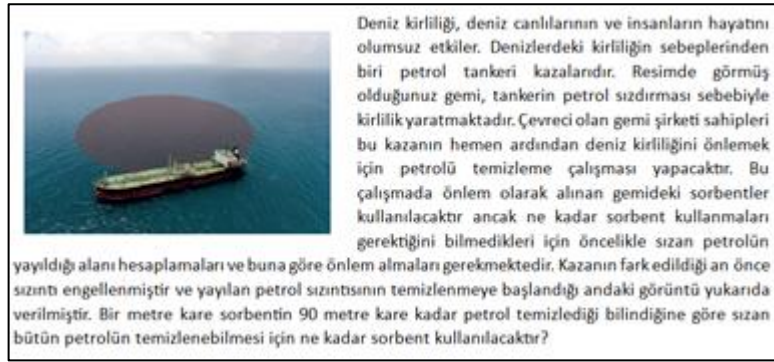 Deniz kirliliği, deniz canlılarının ve insanların hayatını
olumsuz etkiler. Denizlerdeki kirliliğin sebeplerinden
biri petrol tankeri kazalarıdır. Resimde görmüş
olduğunuz gemi, tankerin petrol sızdırması sebebiyle
kirlilik yaratmaktadır. Çevreci olan gemi şirketi sahipleri
bu kazanın hemen ardından deniz kirliliğini önlemek
için petrolü temizleme çalışması yapacaktır. Bu
çalışmada önlem olarak alınan gemideki sorbentler
kullanılacaktır ancak ne kadar sorbent kullanmaları
gerektiğini bilmedikleri için öncelikle sızan petrolün
yayıldığı alanı hesaplamaları ve buna göre önlem almaları gerekmektedir. Kazanın fark edildiği an önce
sızıntı engellenmiştir ve yayılan petrol sızıntısının temizlenmeye başlandığı andaki görüntü yukarıda
verilmiştir. Bir metre kare sorbentin 90 metre kare kadar petrol temizlediği bilindiğine göre sızan
bütün petrolün temizlenebilmesi için ne kadar sorbent kullanılacaktır?